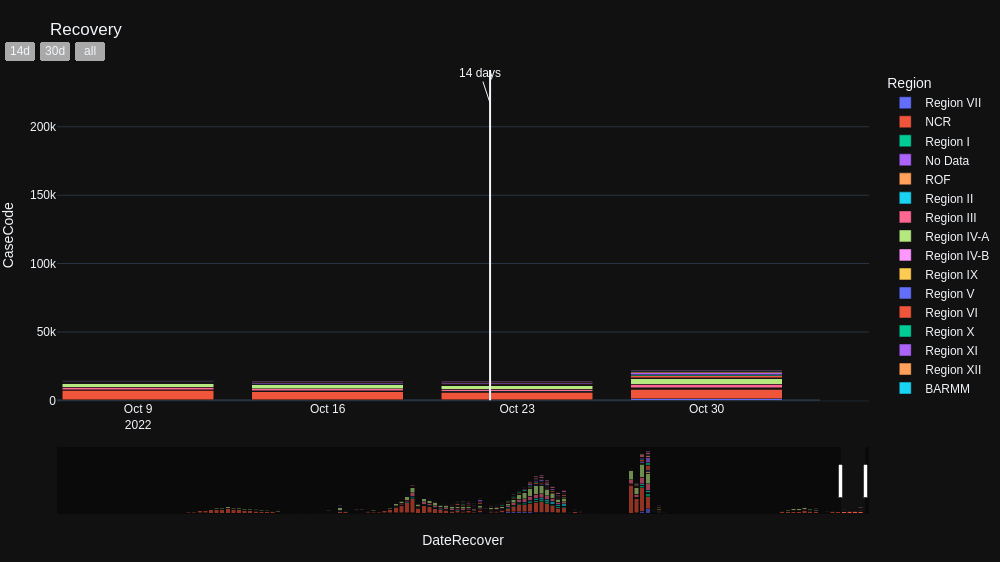 Recovery
14d
30d
all
14 days
CaseCode
200k
150k
100k
50k
0
Oct 9
2022
Oct 16
Oct 23
Oct 30
DateRecover
Region
Region VII
NCR
Region I
No Data
ROF
Region II
Region III
Region IV-A
Region IV-B
Region IX
Region V
Region VI
Region X
Region XI
Region XII
BARMM